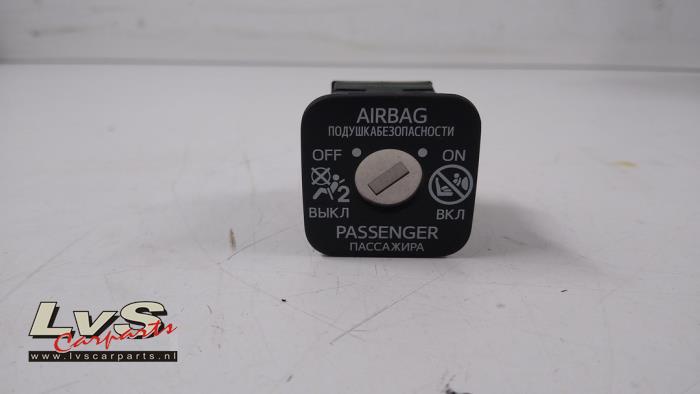 AIRBAG
ПОДУШКАБЕЗОПАСНОСТИ
OFF ON
2
ВЫКЛ ВКЛ
PASSENGER
ПАССАЖИРА
LvS
Carparts
www.lvscarparts.nl